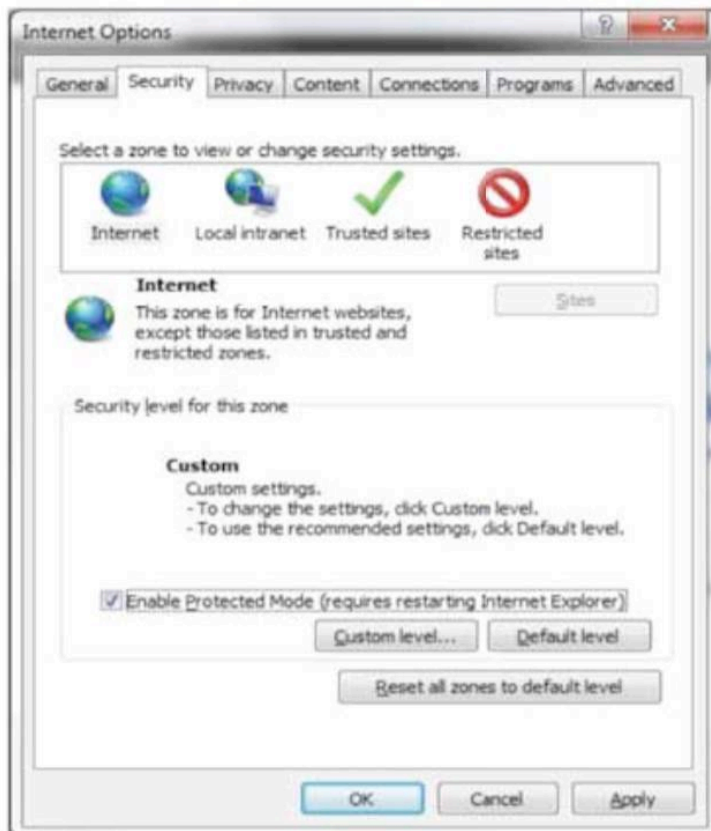 Internet Options
General Security Privacy Content Connections Programs Advanced
Select a zone to view or change security settings.
Internet Local intranet Trusted sites Restricted sites
Internet
This zone is for Internet websites,
except those listed in trusted and
restricted zones.
Sites
Security level for this zone
Custom
Custom settings.
- To change the settings, click Custom level.
- To use the recommended settings, click Default level.
Enable Protected Mode (requires restarting Internet Explorer)
Custom level... Default level
Reset all zones to default level
OK Cancel Apply